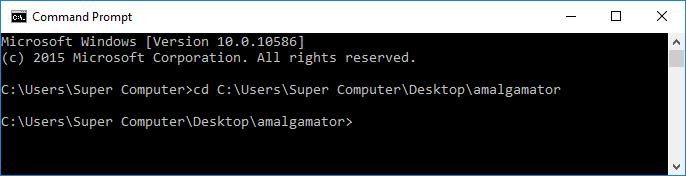 Command Prompt
Microsoft Windows [Version 10.0.10586]
(c) 2015 Microsoft Corporation. All rights reserved.
C:\Users\Super Computer>cd C:\Users\Super Computer\Desktop\amalgamator
C:\Users\Super Computer\Desktop\amalgamator>